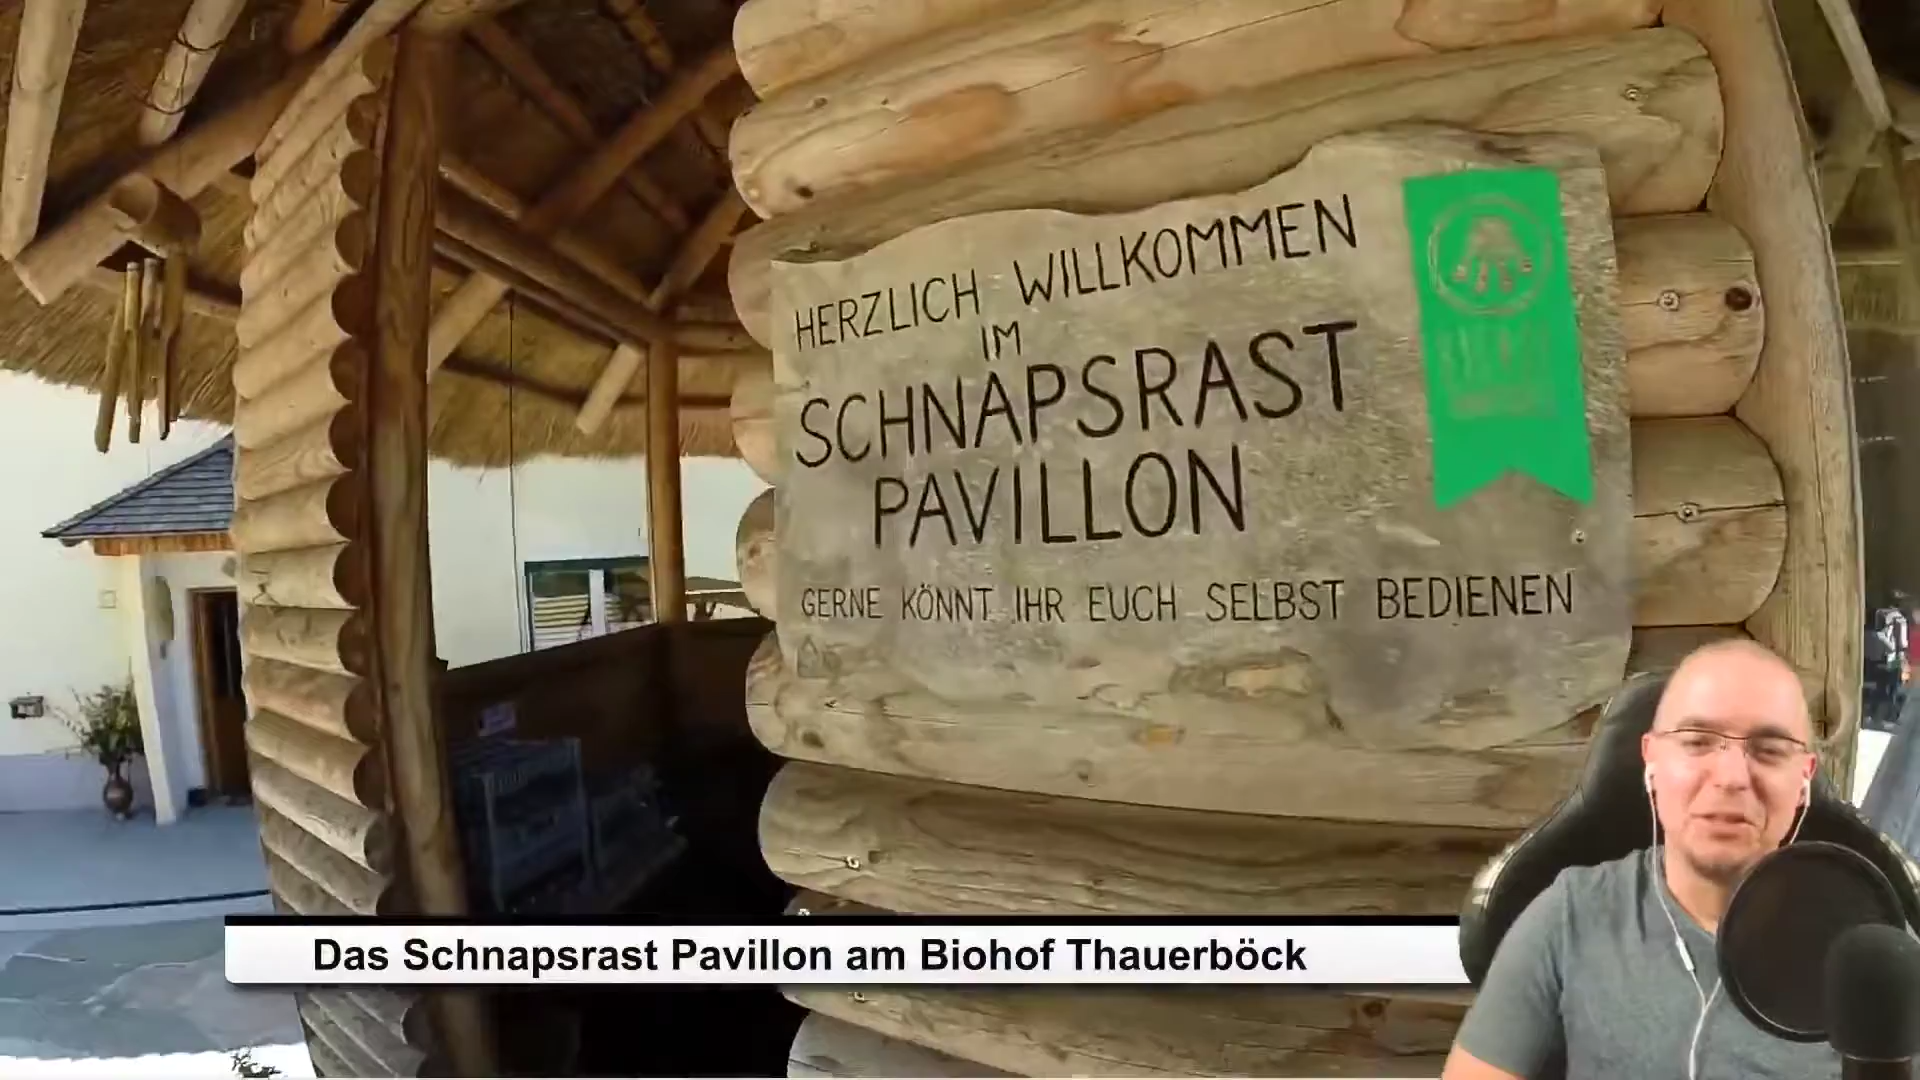 HERZLICH WILLKOMMEN
IM
SCHNAPSRAST
PAVILLON
GERNE KÖNNT IHR EUCH SELBST BEDIENEN
Das Schnapsrast Pavillon am Biohof Thauerböck